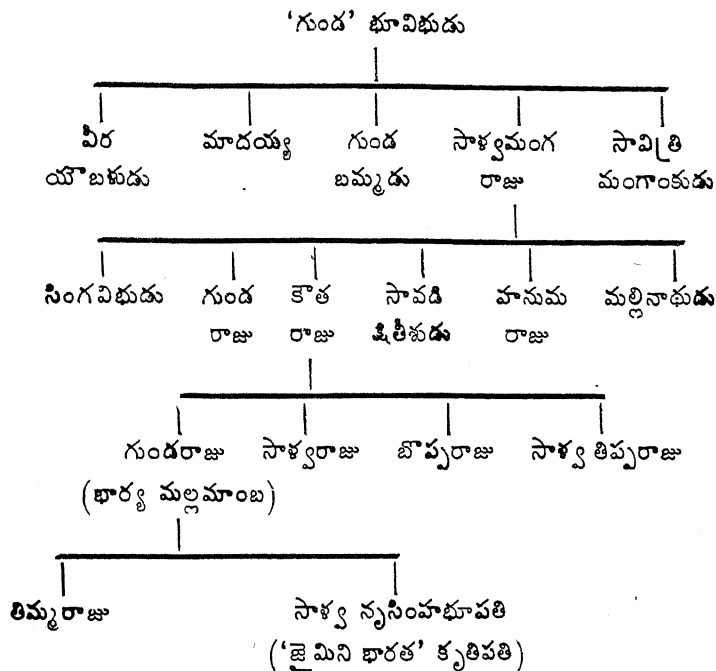 ‘గుండ’ భూవిభుడు
వీర మాదయ్య గుండ సాళ్వమంగ సావిత్రి
యౌబళుడు బమ్మడు రాజు మంగాంకుడు
సింగవిభుడు గుండ కౌత సావడి హనుమ మల్లినాథుడు
రాజు రాజు క్షితీశుడు రాజు
గుండరాజు సాళ్వరాజు బొప్పరాజు సాళ్వ తిప్పరాజు
(భార్య మల్లమాంబ)
తిమ్మరాజు సాళ్వ నృసింహభూపతి
(‘జైమిని భారత’ కృతిపతి)